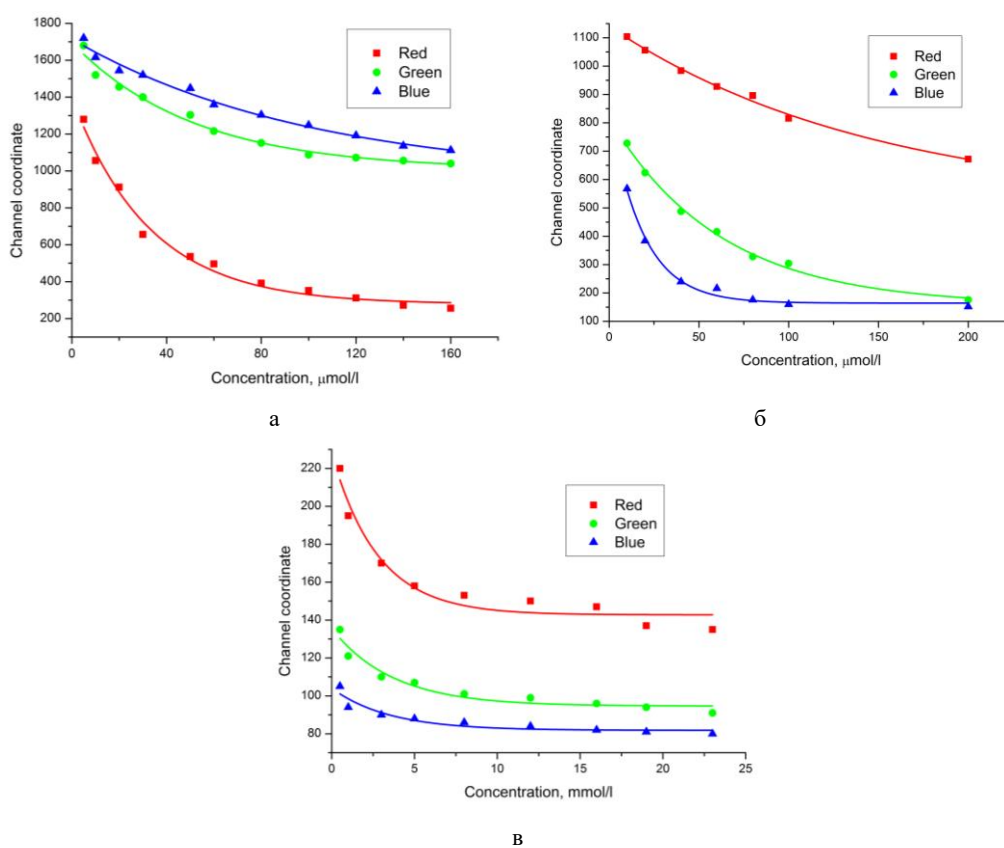 1800
1600
1400
1200
1000
800
600
400
200
0
40
80
120
160
Channel coordinate
Concentration, μmol/l
Red
Green
Blue
а
1100
1000
900
800
700
600
500
400
300
200
100
0
50
100
150
200
Channel coordinate
Concentration, μmol/l
Red
Green
Blue
б
220
200
180
160
140
120
100
80
0
5
10
15
20
25
Channel coordinate
Concentration, mmol/l
Red
Green
Blue
в